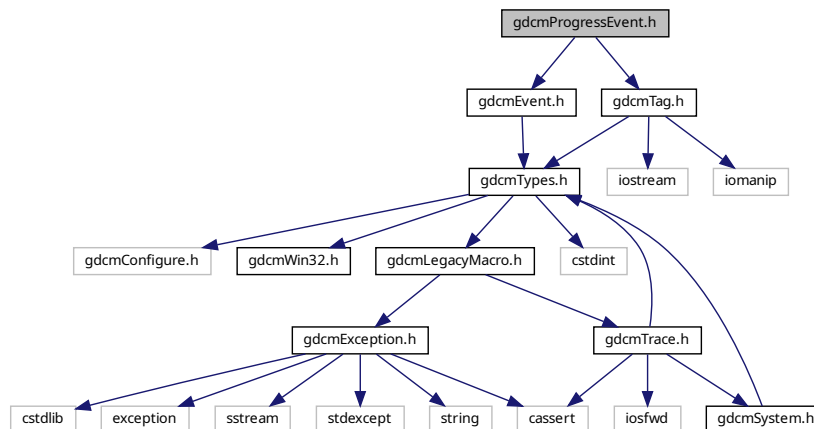 gdcmProgressEvent.h
gdcmEvent.h
gdcmTag.h
gdcmTypes.h
iostream
iomanip
gdcmConfigure.h
gdcmWin32.h
gdcmLegacyMacro.h
cstdint
gdcmException.h
gdcmTrace.h
cstdlib
exception
sstream
stdexcept
string
cassert
iosfwd
gdcmSystem.h